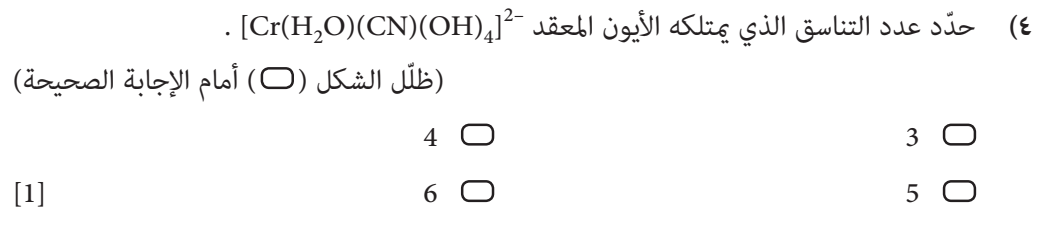 ٤) حدّد عدد التناسق الذي يمتلكه الأيون المعقد [Cr(H₂O)(CN)(OH)₄]²⁻ .
(ظلّل الشكل (⬭) أمام الإجابة الصحيحة)
⬭ 3 ⬭ 4
⬭ 5 ⬭ 6 [1]